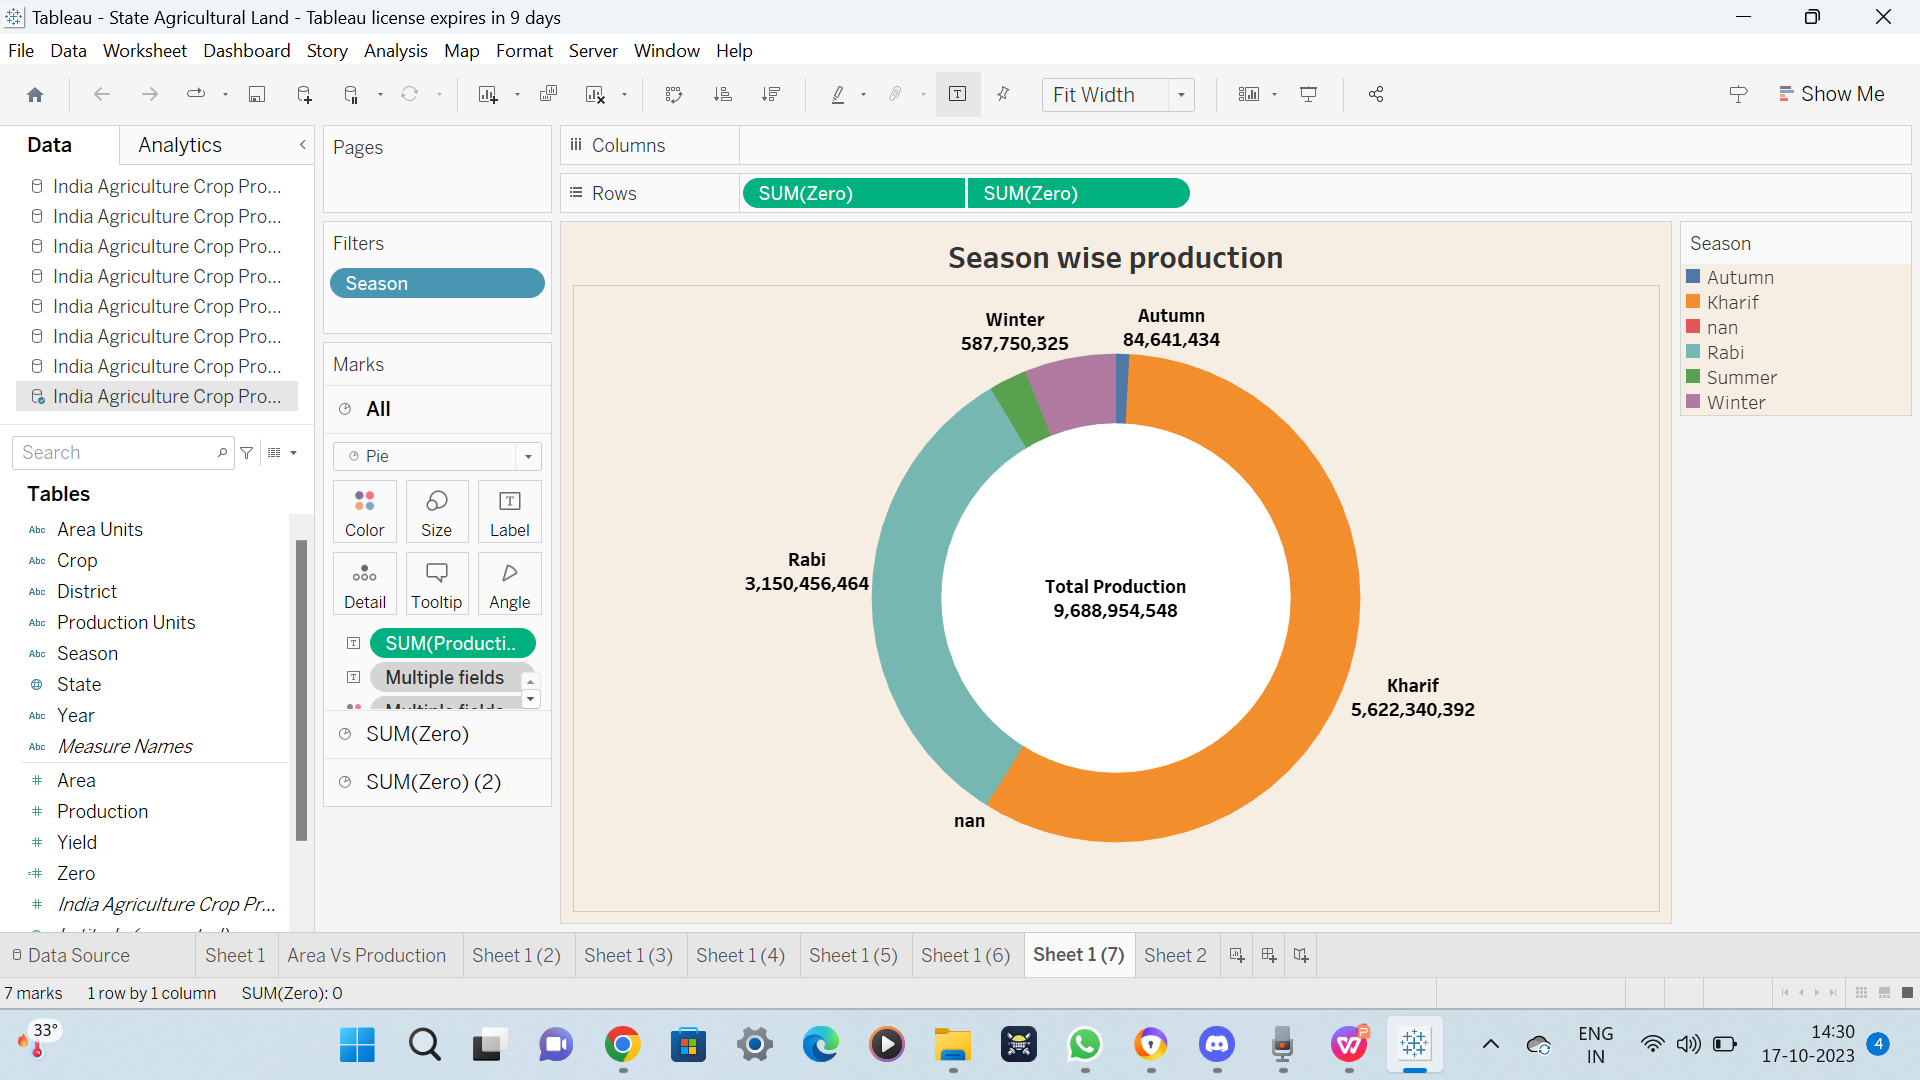 Tableau - State Agricultural Land - Tableau license expires in 9 days
File Data Worksheet Dashboard Story Analysis Map Format Server Window Help
Fit Width
Show Me
Data
Analytics
India Agriculture Crop Pro...
India Agriculture Crop Pro...
India Agriculture Crop Pro...
India Agriculture Crop Pro...
India Agriculture Crop Pro...
India Agriculture Crop Pro...
India Agriculture Crop Pro...
India Agriculture Crop Pro...
Search
Tables
Abc Area Units
Abc Crop
Abc District
Abc Production Units
Abc Season
State
Abc Year
Abc Measure Names
# Area
# Production
# Yield
=# Zero
# India Agriculture Crop Pr...
Pages
Filters
Season
Marks
All
Pie
Color
Size
Label
Detail
Tooltip
Angle
SUM(Producti..
Multiple fields
SUM(Zero)
SUM(Zero) (2)
Columns
Rows
SUM(Zero)
SUM(Zero)
Season wise production
Winter
587,750,325
Autumn
84,641,434
Rabi
3,150,456,464
Total Production
9,688,954,548
Kharif
5,622,340,392
nan
Season
Autumn
Kharif
nan
Rabi
Summer
Winter
Data Source
Sheet 1
Area Vs Production
Sheet 1 (2)
Sheet 1 (3)
Sheet 1 (4)
Sheet 1 (5)
Sheet 1 (6)
Sheet 1 (7)
Sheet 2
7 marks
1 row by 1 column
SUM(Zero): 0
33°
ENG
IN
14:30
17-10-2023
4